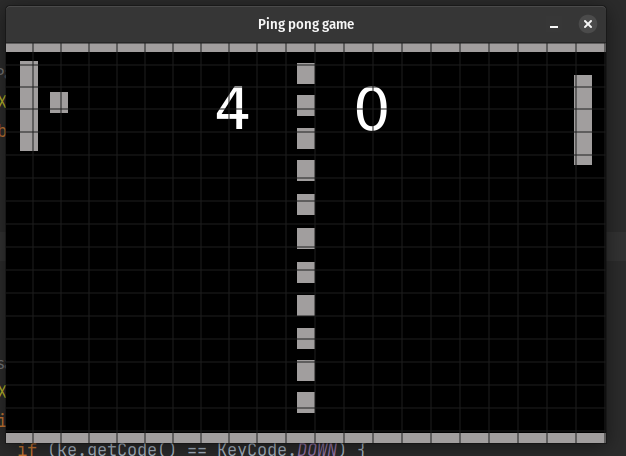 Ping pong game
4 0
if (ke.getCode() == KeyCode.DOWN) {